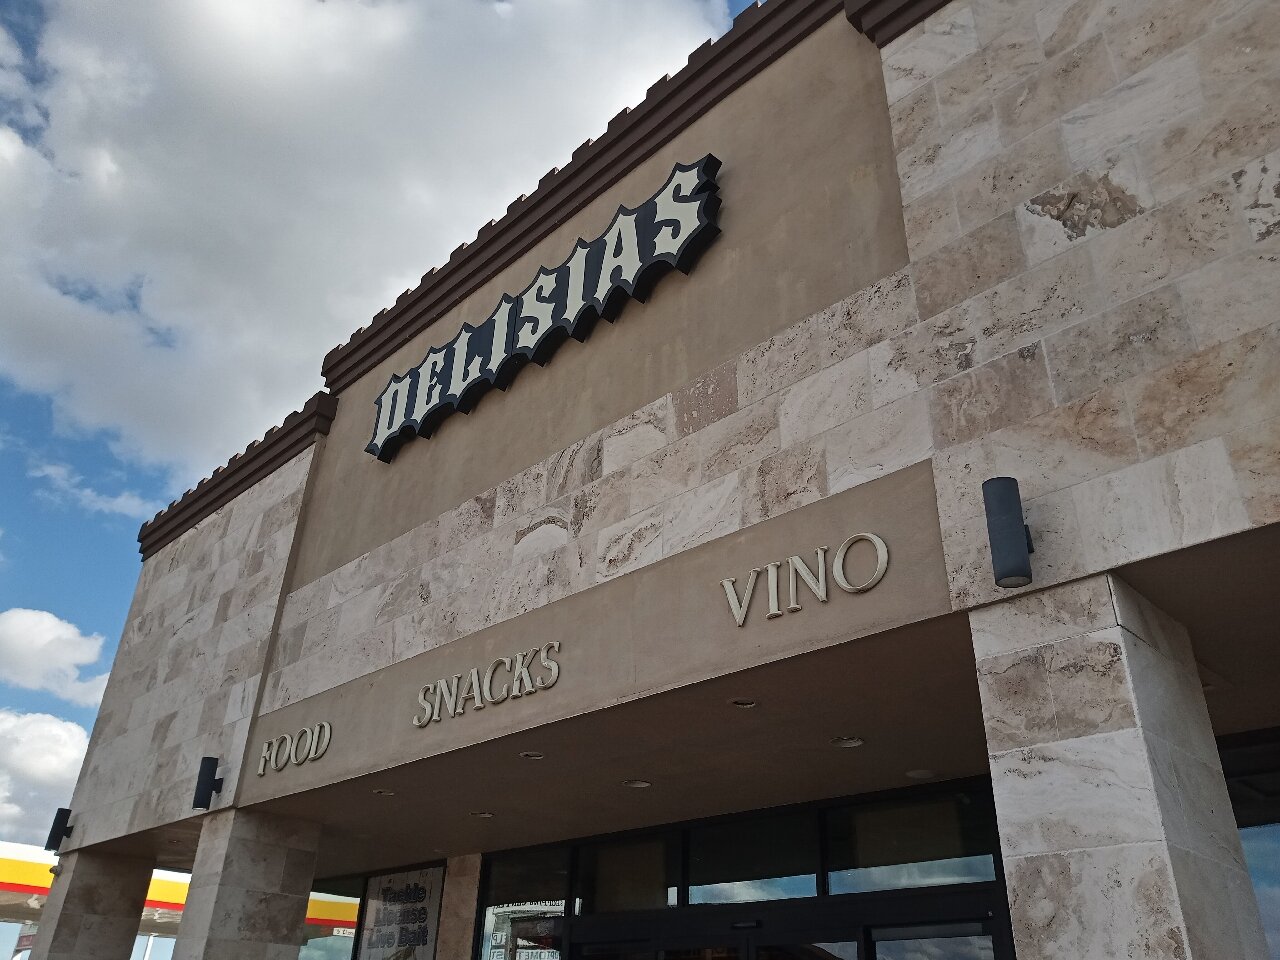 DELISIAS
FOOD SNACKS VINO
Tackle
License
Live Bait